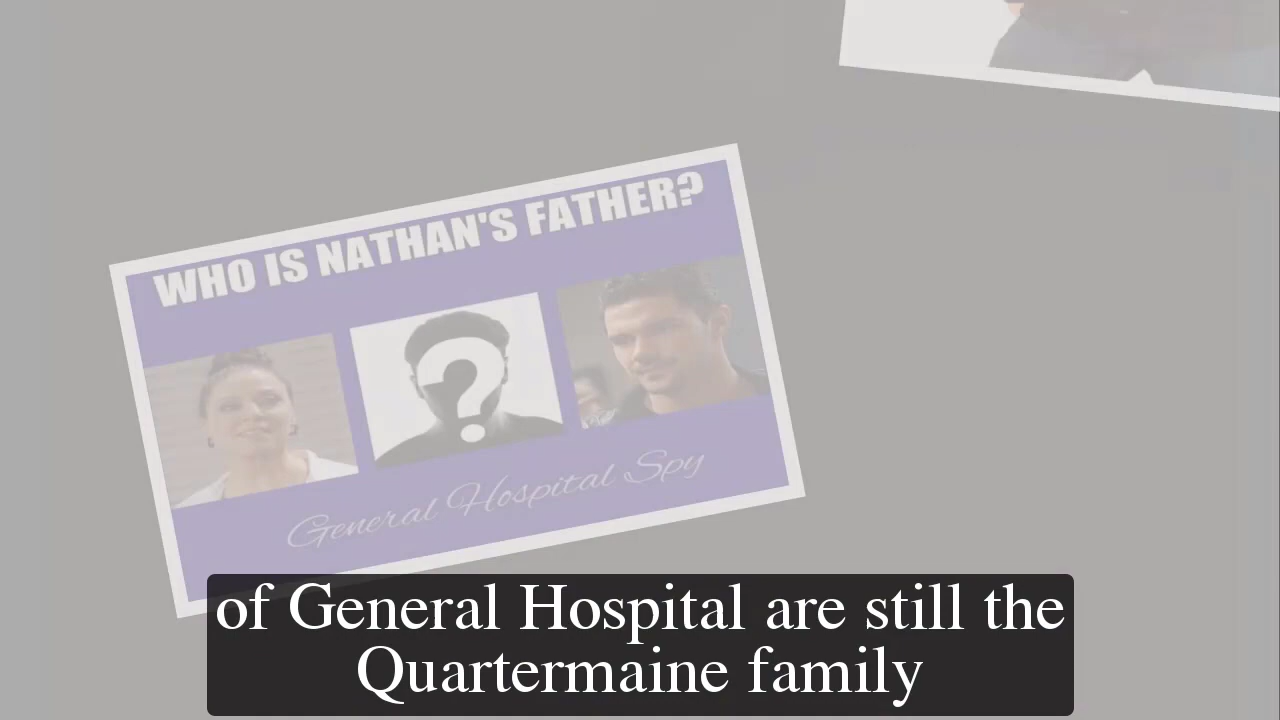 WHO IS NATHAN'S FATHER?
?
General Hospital Spy
of General Hospital are still the
Quartermaine family